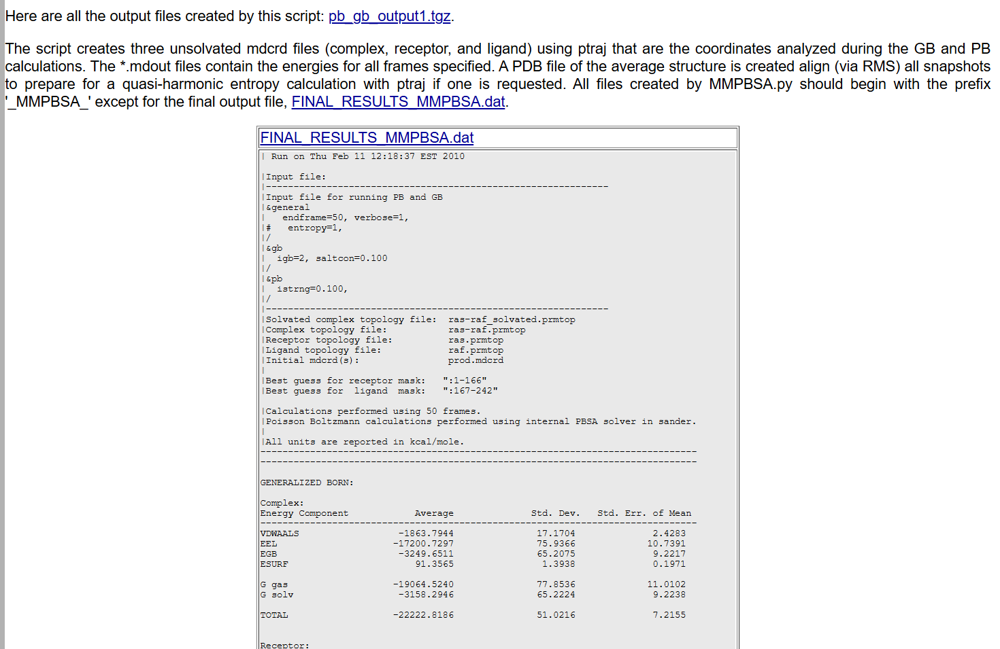 Here are all the output files created by this script: pb_gb_output1.tgz.
The script creates three unsolvated mdcrd files (complex, receptor, and ligand) using ptraj that are the coordinates analyzed during the GB and PB
calculations. The *.mdout files contain the energies for all frames specified. A PDB file of the average structure is created align (via RMS) all snapshots
to prepare for a quasi-harmonic entropy calculation with ptraj if one is requested. All files created by MMPBSA.py should begin with the prefix
'_MMPBSA_' except for the final output file, FINAL_RESULTS_MMPBSA.dat.
FINAL_RESULTS_MMPBSA.dat
| Run on Thu Feb 11 12:18:37 EST 2010
|Input file:
|--------------------------------------------------------------
|Input file for running PB and GB
|&general
|   endframe=50, verbose=1,
|#   entropy=1,
|/
|&gb
|  igb=2, saltcon=0.100
|/
|&pb
|  istrng=0.100,
|/
|--------------------------------------------------------------
|Solvated complex topology file:  ras-raf_solvated.prmtop
|Complex topology file:           ras-raf.prmtop
|Receptor topology file:          ras.prmtop
|Ligand topology file:            raf.prmtop
|Initial mdcrd(s):                prod.mdcrd
|
|Best guess for receptor mask:   ":1-166"
|Best guess for  ligand  mask:   ":167-242"
|Calculations performed using 50 frames.
|Poisson Boltzmann calculations performed using internal PBSA solver in sander.
|
|All units are reported in kcal/mole.
-------------------------------------------------------------------------------
-------------------------------------------------------------------------------
GENERALIZED BORN:
Complex:
Energy Component            Average              Std. Dev.   Std. Err. of Mean
-------------------------------------------------------------------------------
VDWAALS                  -1863.7944               17.1704              2.4283
EEL                     -17200.7297               75.9366             10.7391
EGB                      -3249.6511               65.2075              9.2217
ESURF                       91.3565                1.3938              0.1971
G gas                   -19064.5240               77.8536             11.0102
G solv                   -3158.2946               65.2224              9.2238
TOTAL                   -22222.8186               51.0216              7.2155
Receptor: